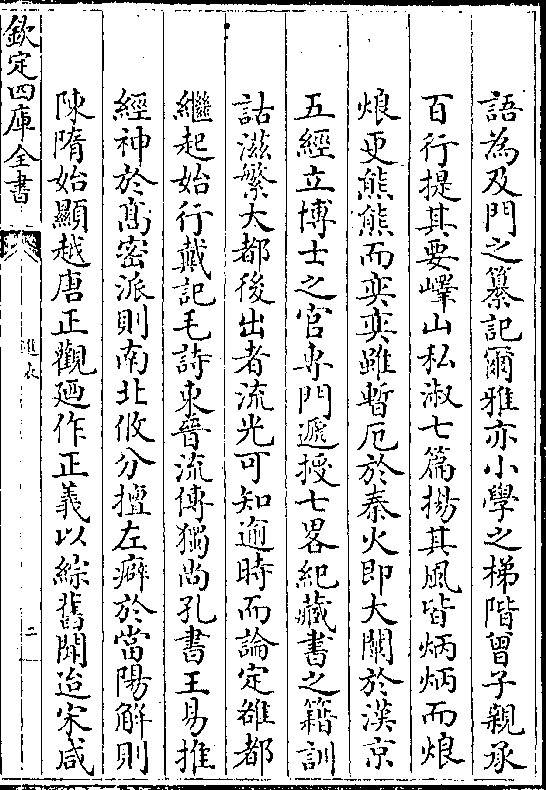 語為及門之纂記爾雅亦小學之梯階曽子親承
百行提其要嶧山私淑七篇揚其風皆炳炳而烺
烺更熊熊而奕奕雖暫厄於秦火即大闡於漢京
五經立博士之官専門遞授七畧紀藏書之籍訓
詁滋繁大都後出者流光可知逾時而論定雒都
繼起始行戴記毛詩東晉流傳獨尚孔書王易推
經神於髙密派則南北攸分擅左癖於當陽解則
陳隋始顯越唐正觀廼作正義以綜舊聞迨宋咸
欽定四庫全書
進表
二